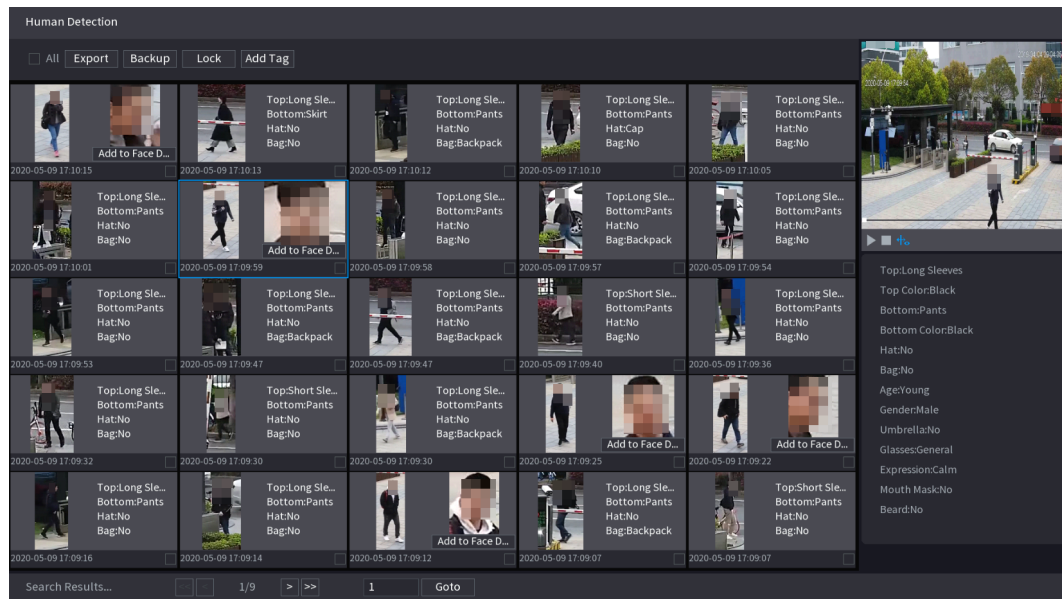 Human Detection
All
Export
Backup
Lock
Add Tag
Add to Face D...
2020-05-09 17:10:15
Top:Long Sle...
Bottom:Skirt
Hat:No
Bag:No
2020-05-09 17:10:13
Top:Long Sle...
Bottom:Pants
Hat:No
Bag:Backpack
2020-05-09 17:10:12
Top:Long Sle...
Bottom:Pants
Hat:Cap
Bag:No
2020-05-09 17:10:10
Top:Long Sle...
Bottom:Pants
Hat:No
Bag:No
2020-05-09 17:10:05
Top:Long Sle...
Bottom:Pants
Hat:No
Bag:No
2020-05-09 17:10:01
Add to Face D...
2020-05-09 17:09:59
Top:Long Sle...
Bottom:Pants
Hat:No
Bag:No
2020-05-09 17:09:58
Top:Long Sle...
Bottom:Pants
Hat:No
Bag:Backpack
2020-05-09 17:09:57
Top:Long Sle...
Bottom:Pants
Hat:No
Bag:No
2020-05-09 17:09:54
Top:Long Sle...
Bottom:Pants
Hat:No
Bag:No
2020-05-09 17:09:53
Top:Long Sle...
Bottom:Pants
Hat:No
Bag:Backpack
2020-05-09 17:09:47
Top:Long Sle...
Bottom:Pants
Hat:No
Bag:Backpack
2020-05-09 17:09:47
Top:Short Sle...
Bottom:Pants
Hat:No
Bag:No
2020-05-09 17:09:40
Top:Long Sle...
Bottom:Pants
Hat:No
Bag:No
2020-05-09 17:09:36
Top:Long Sle...
Bottom:Pants
Hat:No
Bag:No
2020-05-09 17:09:32
Top:Short Sle...
Bottom:Pants
Hat:No
Bag:No
2020-05-09 17:09:30
Top:Long Sle...
Bottom:Pants
Hat:No
Bag:Backpack
2020-05-09 17:09:30
Add to Face D...
2020-05-09 17:09:25
Add to Face D...
2020-05-09 17:09:22
Top:Long Sle...
Bottom:Pants
Hat:No
Bag:No
2020-05-09 17:09:16
Top:Long Sle...
Bottom:Pants
Hat:No
Bag:No
2020-05-09 17:09:14
Add to Face D...
2020-05-09 17:09:12
Top:Long Sle...
Bottom:Pants
Hat:No
Bag:Backpack
2020-05-09 17:09:07
Top:Short Sle...
Bottom:Pants
Hat:No
Bag:No
2020-05-09 17:09:07
Top:Long Sleeves
Top Color:Black
Bottom:Pants
Bottom Color:Black
Hat:No
Bag:No
Age:Young
Gender:Male
Umbrella:No
Glasses:General
Expression:Calm
Mouth Mask:No
Beard:No
Search Results...
<< < 1/9 > >> 1 Goto